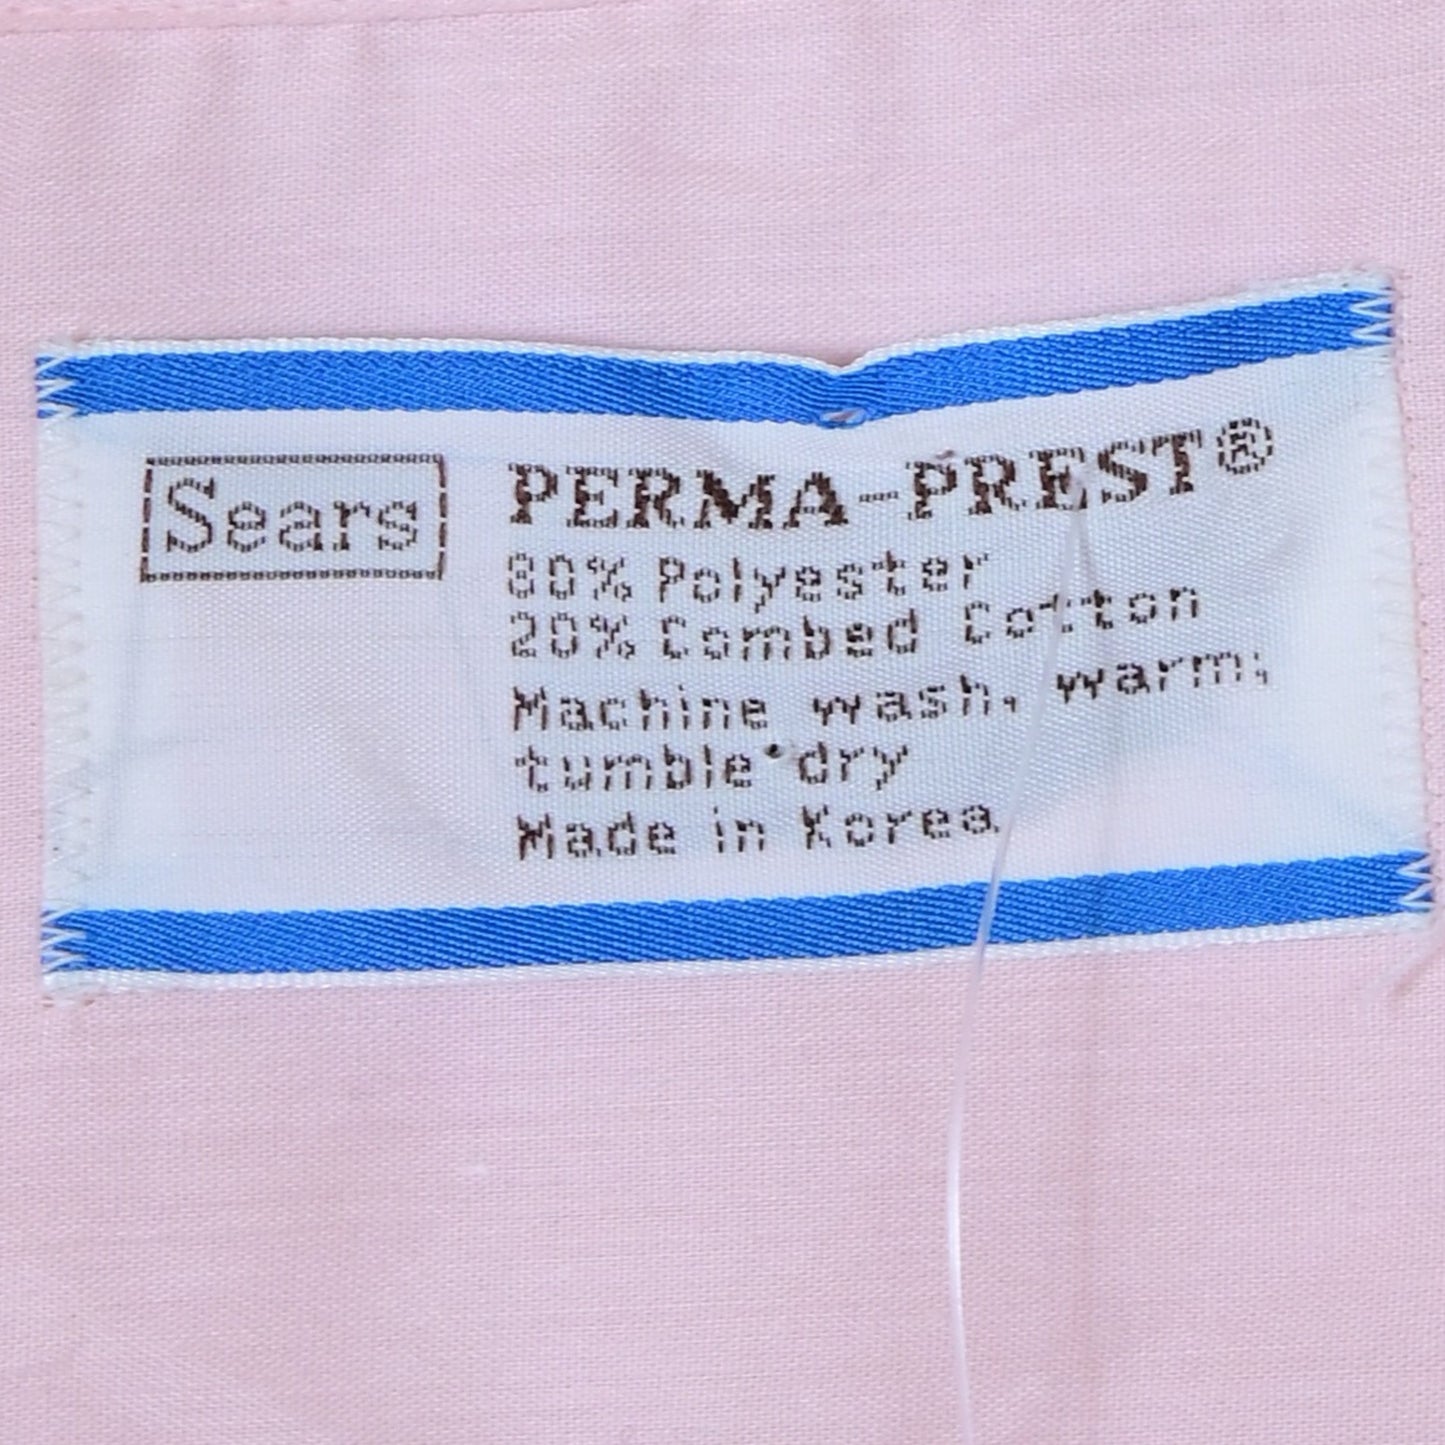 Sears
PERMA-PREST®
80% Polyester
20% Combed Cotton
Machine wash, warm;
tumble dry
Made in Korea